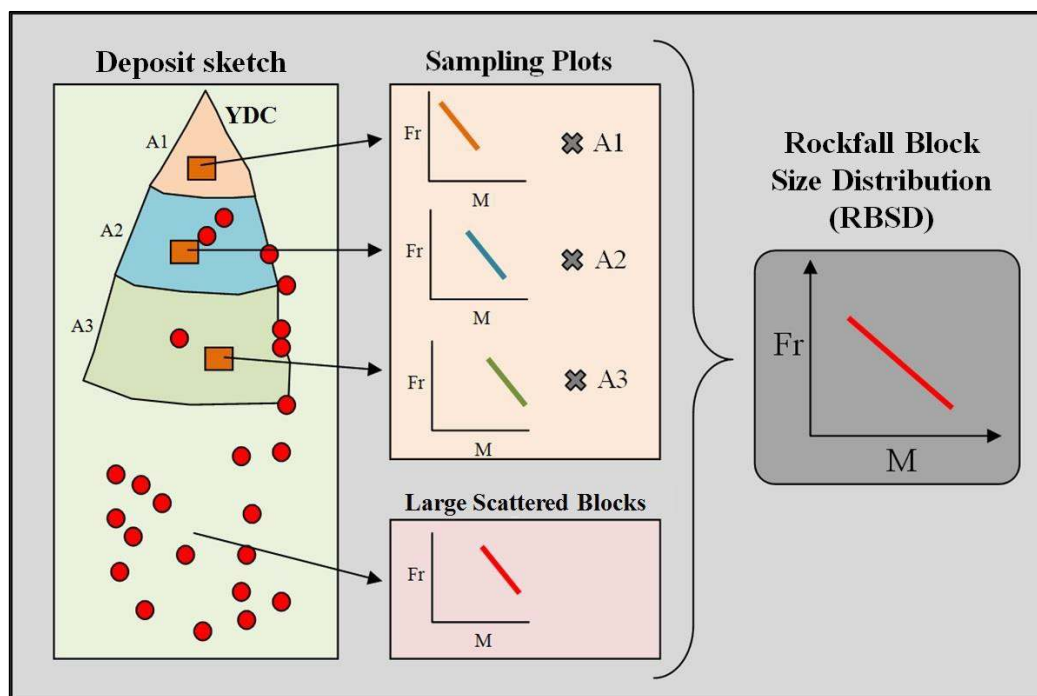 Deposit sketch
YDC
A1
A2
A3
Sampling Plots
Fr
M
A1
Fr
M
A2
Fr
M
A3
Large Scattered Blocks
Fr
M
Rockfall Block
Size Distribution
(RBSD)
Fr
M